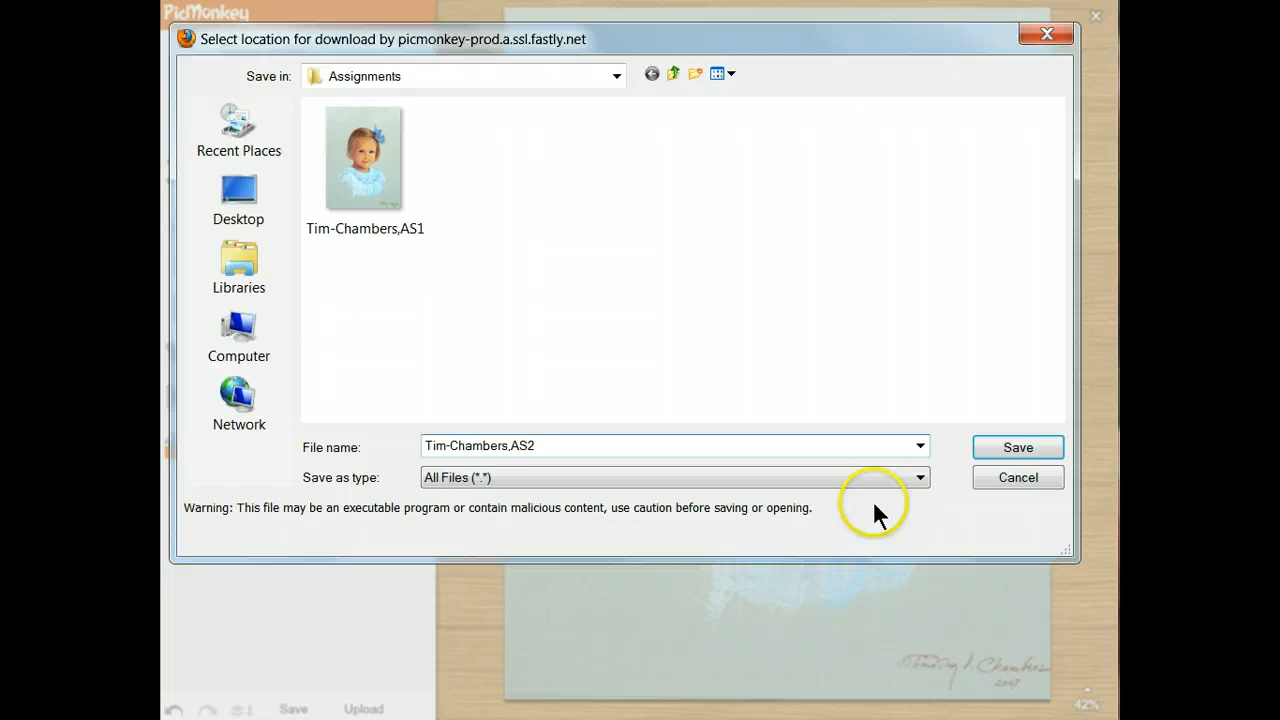 PicMonkey
Select location for download by picmonkey-prod.a.ssl.fastly.net
Save in:
Assignments
Recent Places
Desktop
Libraries
Computer
Network
Tim-Chambers,AS1
File name:
Tim-Chambers,AS2
Save
Save as type:
All Files (*.*)
Cancel
Warning: This file may be an executable program or contain malicious content, use caution before saving or opening.
Chambers
2007
Save
Upload
42%